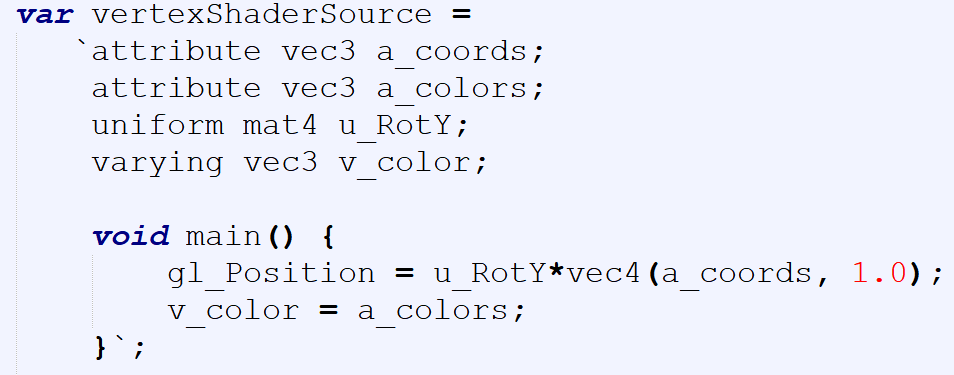 var vertexShaderSource =
`attribute vec3 a_coords;
attribute vec3 a_colors;
uniform mat4 u_RotY;
varying vec3 v_color;
void main() {
gl_Position = u_RotY*vec4(a_coords, 1.0);
v_color = a_colors;
}`;